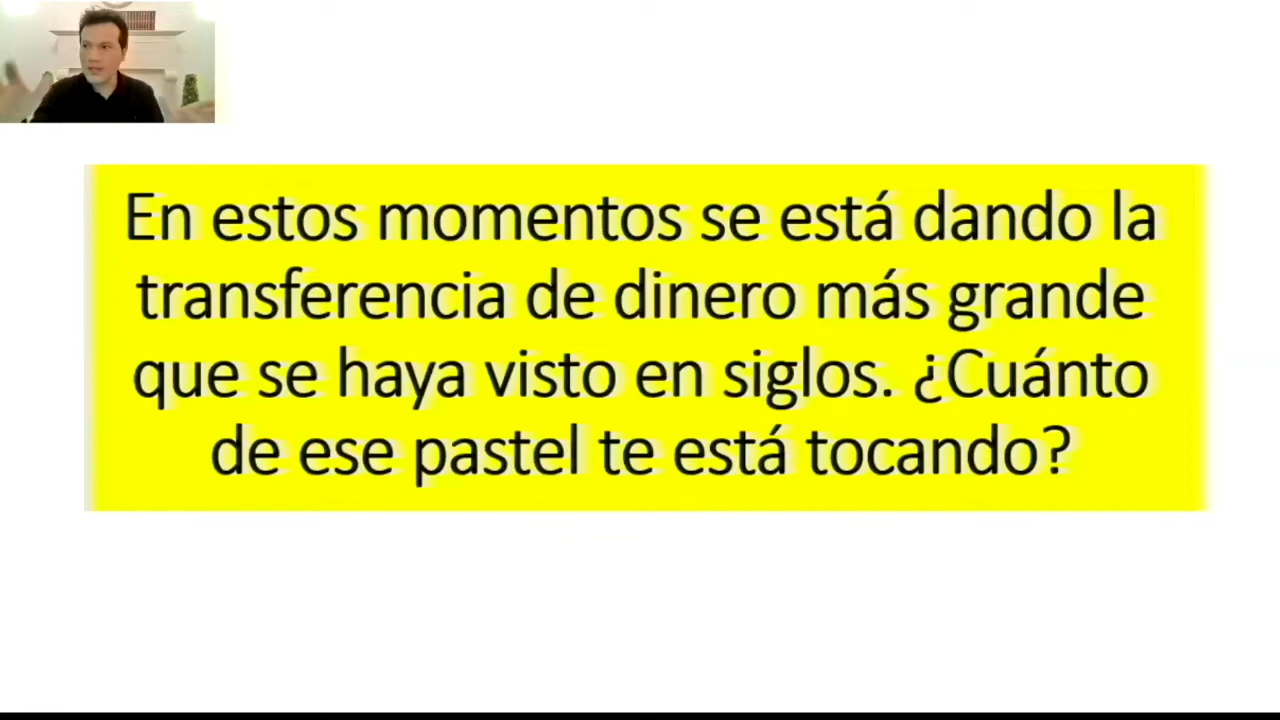 En estos momentos se está dando la
transferencia de dinero más grande
que se haya visto en siglos. ¿Cuánto
de ese pastel te está tocando?